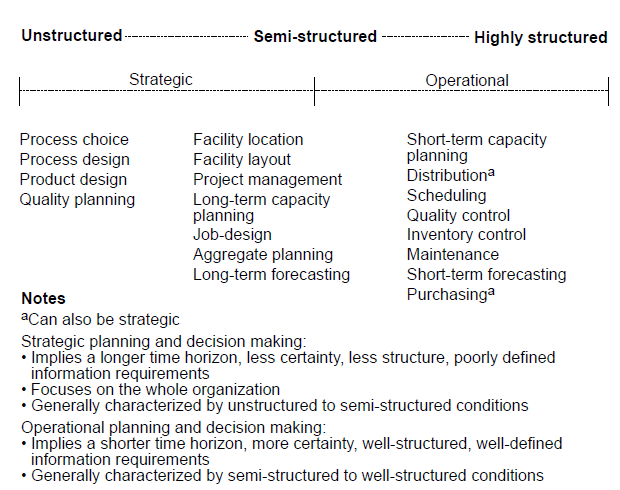 Unstructured Semi-structured Highly structured
Strategic Operational
Process choice
Process design
Product design
Quality planning
Facility location
Facility layout
Project management
Long-term capacity
planning
Job-design
Aggregate planning
Long-term forecasting
Short-term capacity
planning
Distributionᵃ
Scheduling
Quality control
Inventory control
Maintenance
Short-term forecasting
Purchasingᵃ
Notes
ᵃCan also be strategic
Strategic planning and decision making:
• Implies a longer time horizon, less certainty, less structure, poorly defined
information requirements
• Focuses on the whole organization
• Generally characterized by unstructured to semi-structured conditions
Operational planning and decision making:
• Implies a shorter time horizon, more certainty, well-structured, well-defined
information requirements
• Generally characterized by semi-structured to well-structured conditions